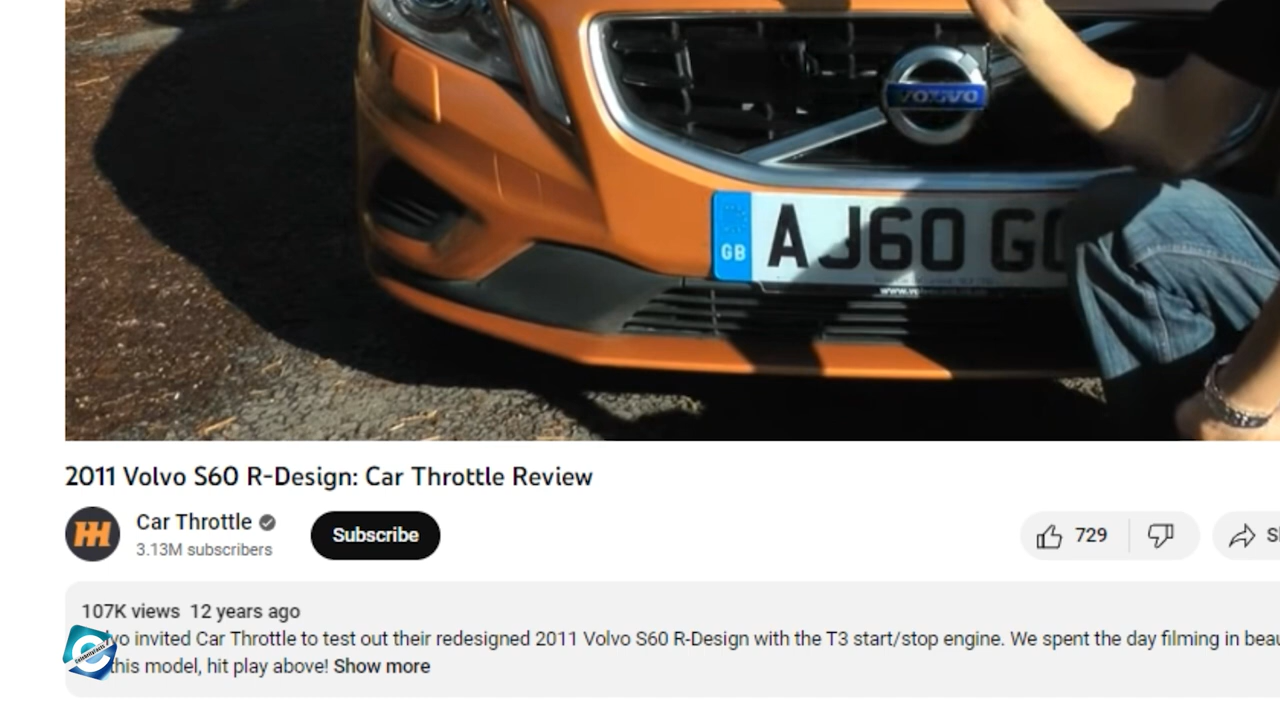 VOLVO
GB AJ60 GO
2011 Volvo S60 R-Design: Car Throttle Review
Car Throttle
3.13M subscribers
Subscribe
729
107K views 12 years ago
invited Car Throttle to test out their redesigned 2011 Volvo S60 R-Design with the T3 start/stop engine. We spent the day filming in
this model, hit play above! Show more